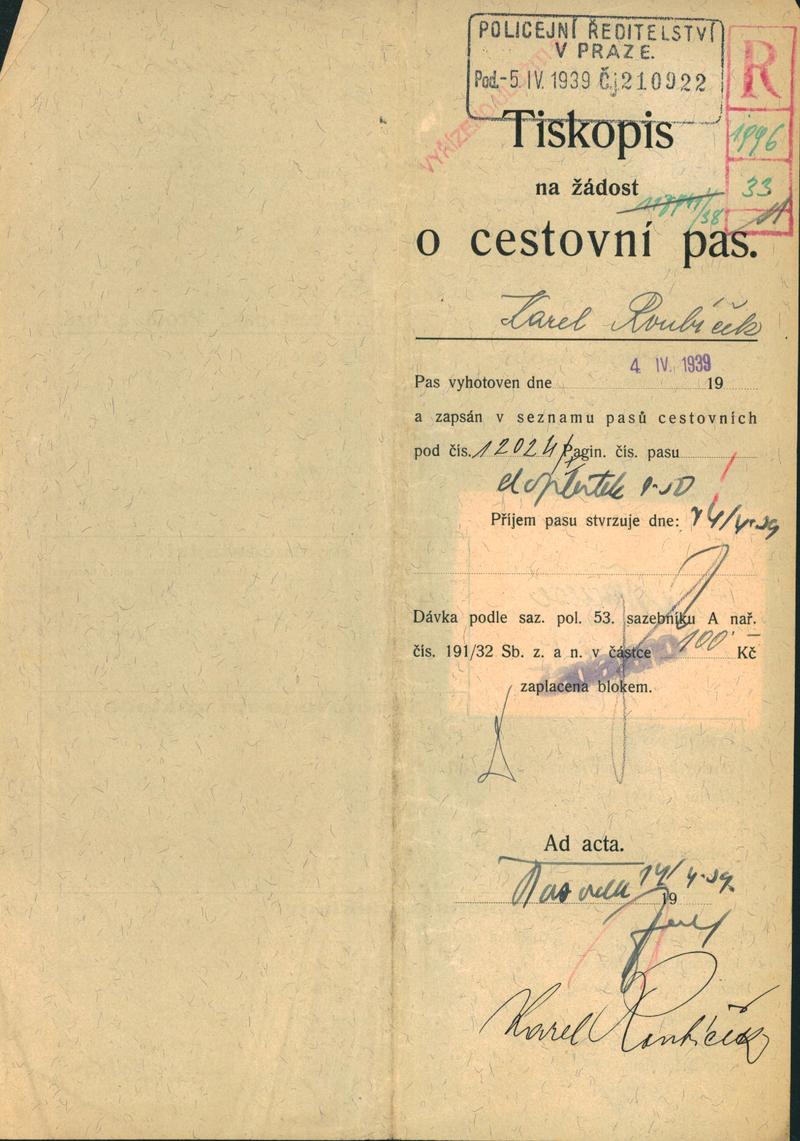 POLICEJNÍ ŘEDITELSTVÍ
V PRAZE.
Pod.-5. IV. 1939 Čj 210922
R
1996
33
Tiskopis
na žádost
o cestovní pas.
Karel Roubíček
4 IV. 1939
Pas vyhotoven dne 19
a zapsán v seznamu pasů cestovních
pod čís. 12024 Pagin. čís. pasu
doplatek
Příjem pasu stvrzuje dne: 14/4.39
Dávka podle saz. pol. 53. sazebníku A nař.
čís. 191/32 Sb. z. a n. v částce 100'– Kč
zaplacena blokem.
Ad acta.
14/4.39
19
Karel Roubíček